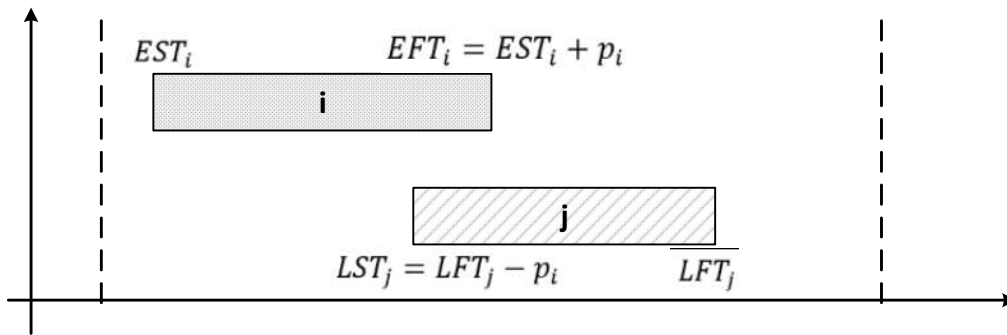 EST_i
EFT_i = EST_i + p_i
i
j
LST_j = LFT_j − p_i
LFT_j